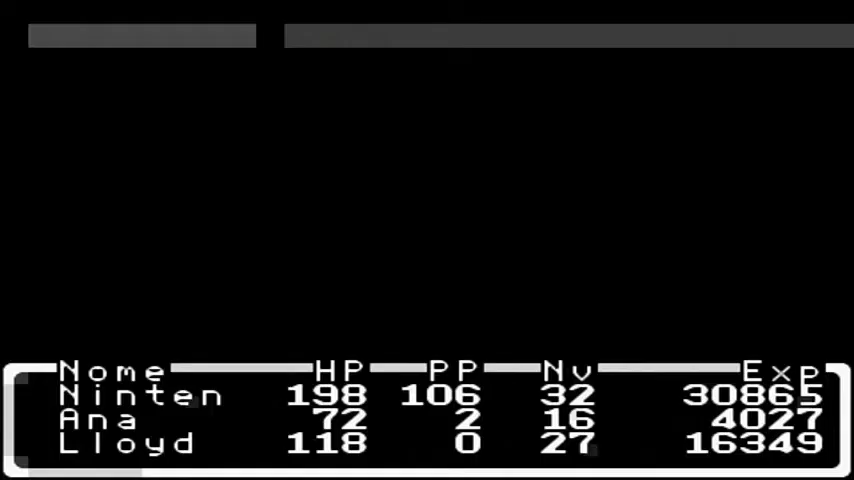 Nome HP PP Nv Exp
Ninten 198 106 32 30865
Ana 72 2 16 4027
Lloyd 118 0 27 16349